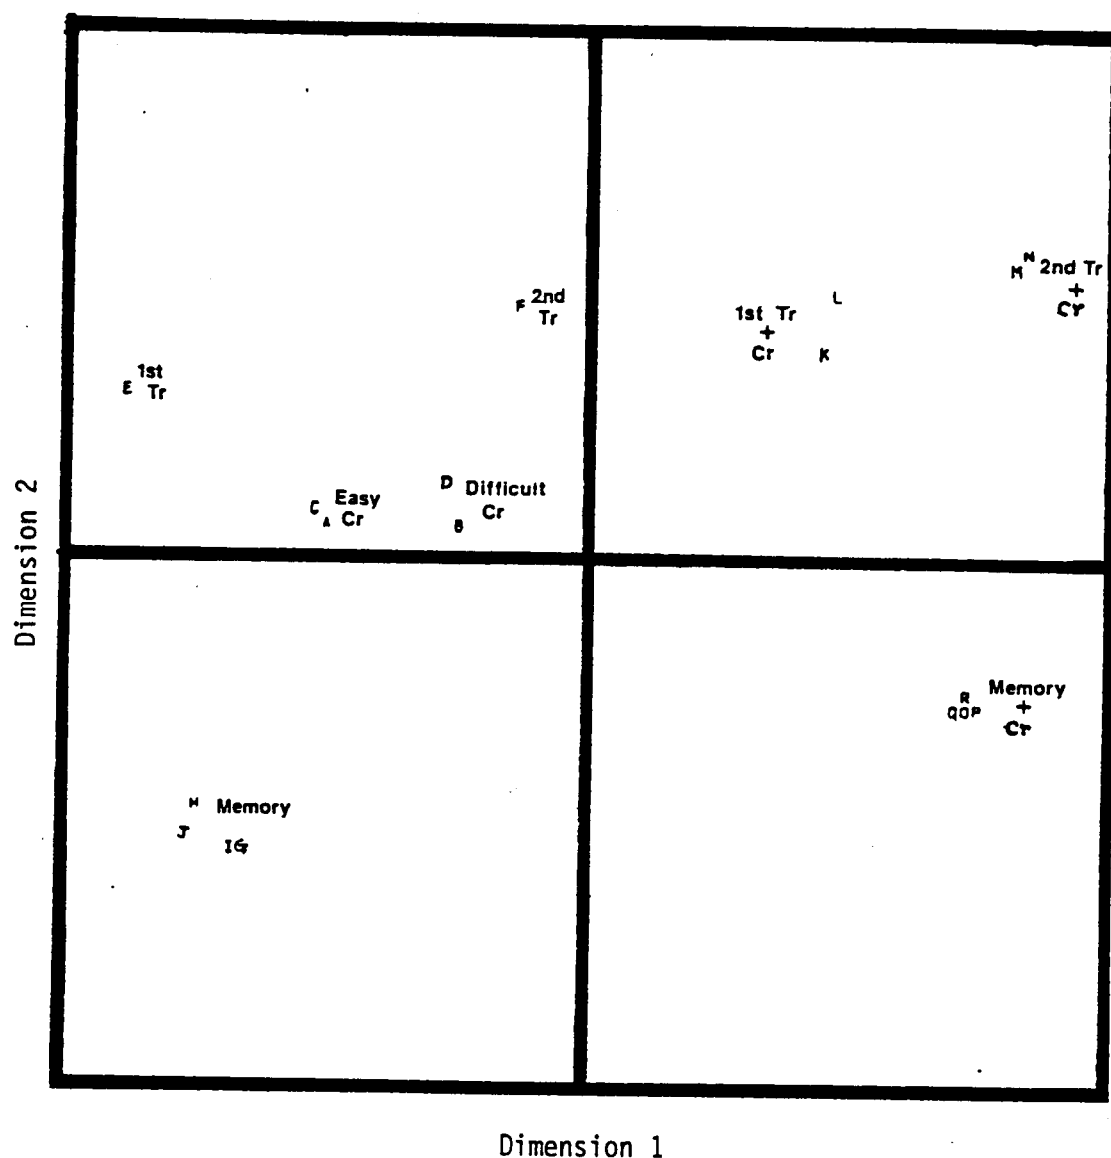 N
M 2nd Tr
+
Cr
F 2nd
Tr
L
1st Tr
+
Cr K
1st
E Tr
D Difficult
Cr
B
C Easy
A Cr
Dimension 2
R Memory
QOP +
Cr
H Memory
J
IG
Dimension 1